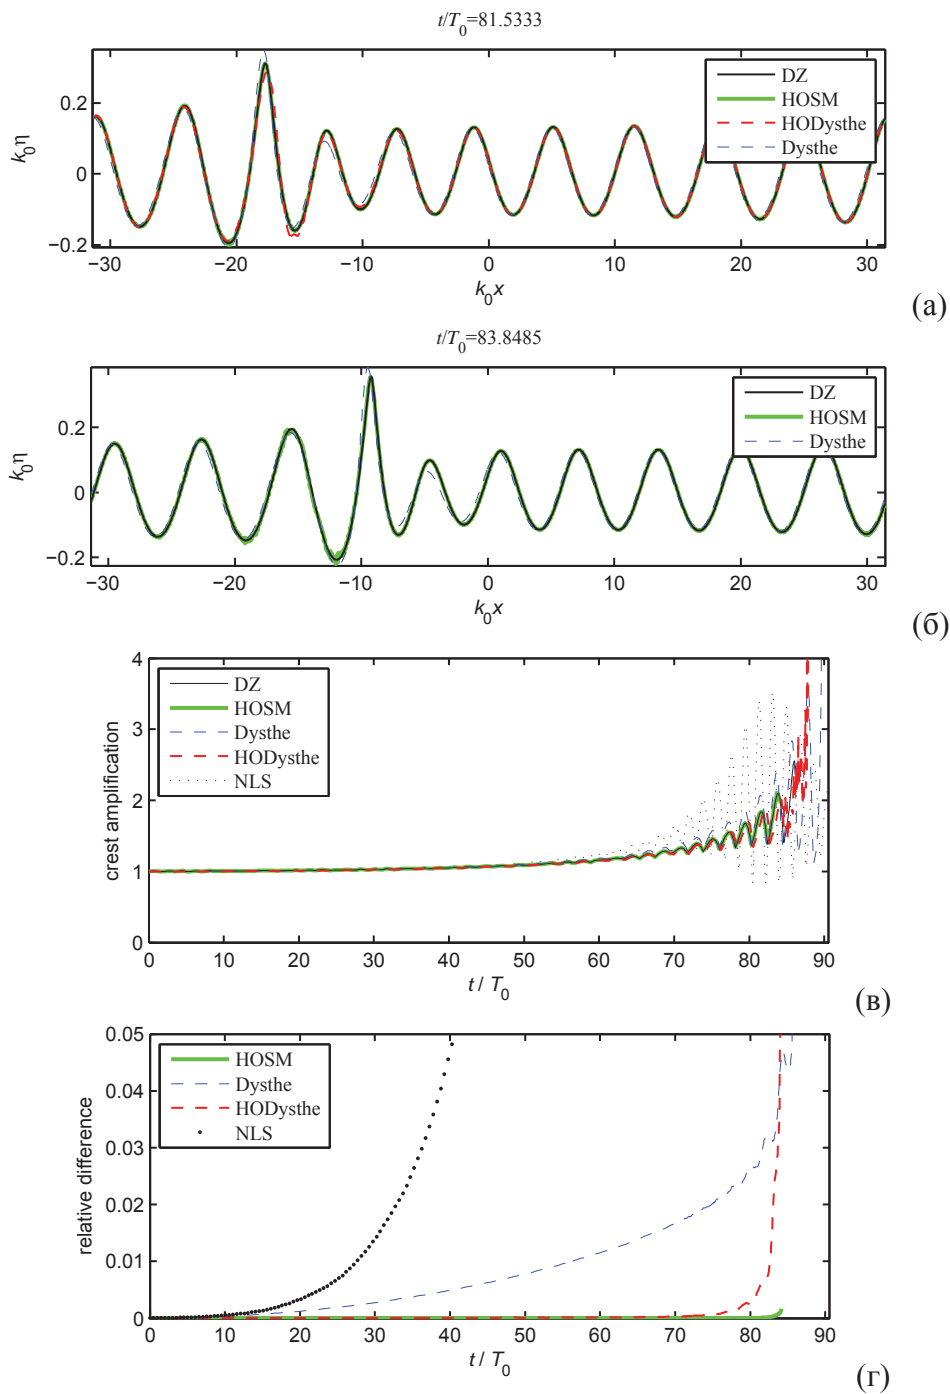 t/T0=81.5333
k0η
0.2
0
−0.2
DZ
HOSM
HODysthe
Dysthe
−30 −20 −10 0 10 20 30
k0x
(а)
t/T0=83.8485
k0η
0.2
0
−0.2
DZ
HOSM
Dysthe
−30 −20 −10 0 10 20 30
k0x
(б)
crest amplification
4
3
2
1
0
DZ
HOSM
Dysthe
HODysthe
NLS
0 10 20 30 40 50 60 70 80 90
t / T0
(в)
relative difference
0.05
0.04
0.03
0.02
0.01
0
HOSM
Dysthe
HODysthe
NLS
0 10 20 30 40 50 60 70 80 90
t / T0
(г)